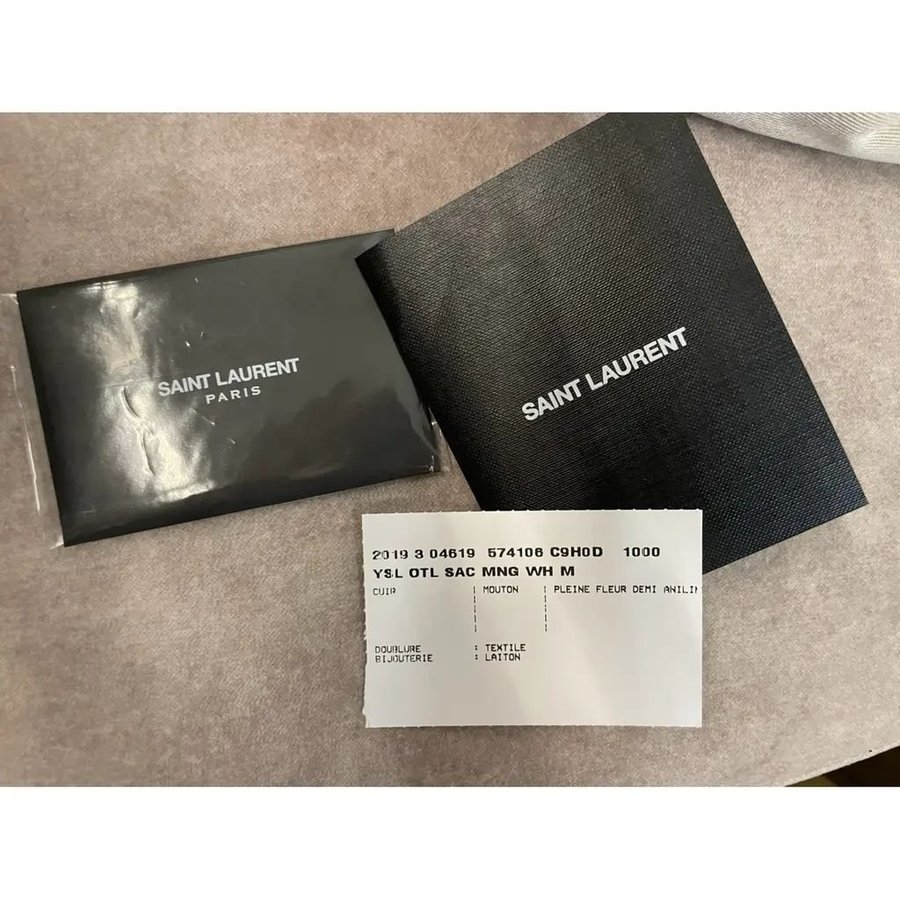 SAINT LAURENT
PARIS
SAINT LAURENT
2019 3 04619 574106 C9H0D 1000
YSL OTL SAC MNG WH M
CUIR | MOUTON | PLEINE FLEUR DEMI
DOUBLURE : TEXTILE
BIJOUTERIE : LAITON